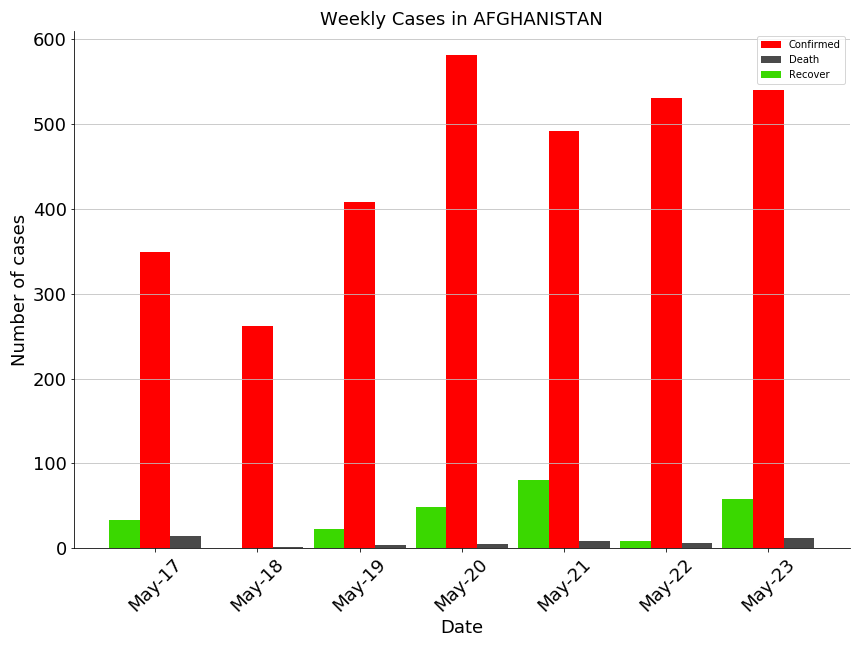 Weekly Cases in AFGHANISTAN
Confirmed
Death
Recover
Number of cases
600
500
400
300
200
100
0
May-17
May-18
May-19
May-20
May-21
May-22
May-23
Date